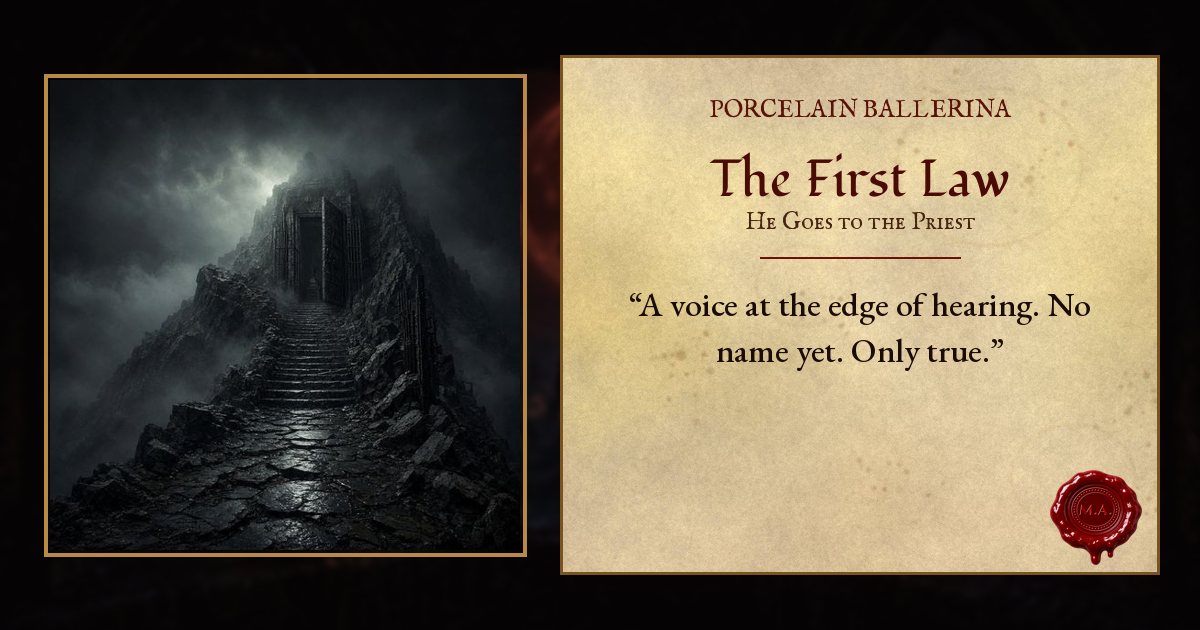 PORCELAIN BALLERINA
The First Law
He Goes to the Priest
“A voice at the edge of hearing. No
name yet. Only true.”
M.A.